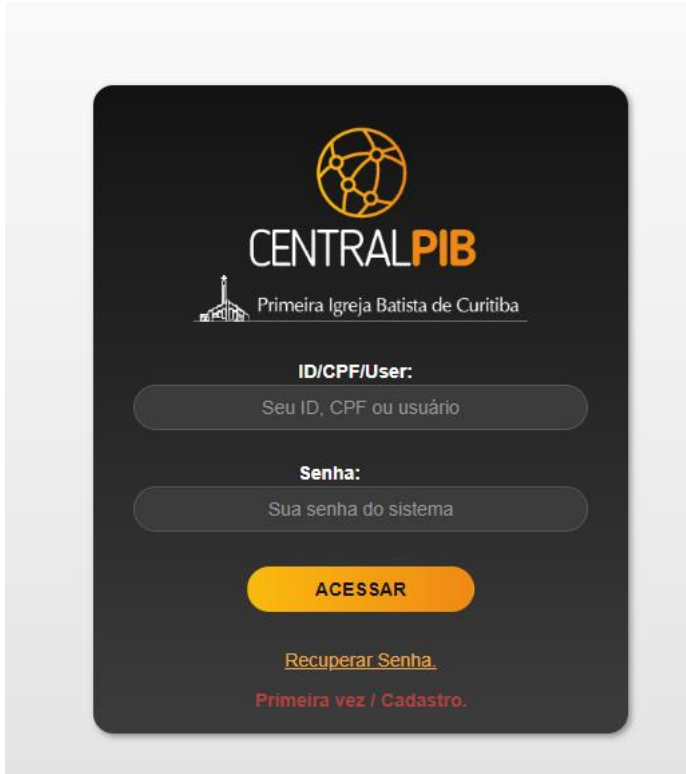 CENTRALPIB
Primeira Igreja Batista de Curitiba
ID/CPF/User:
Seu ID, CPF ou usuário
Senha:
Sua senha do sistema
ACESSAR
Recuperar Senha.
Primeira vez / Cadastro.